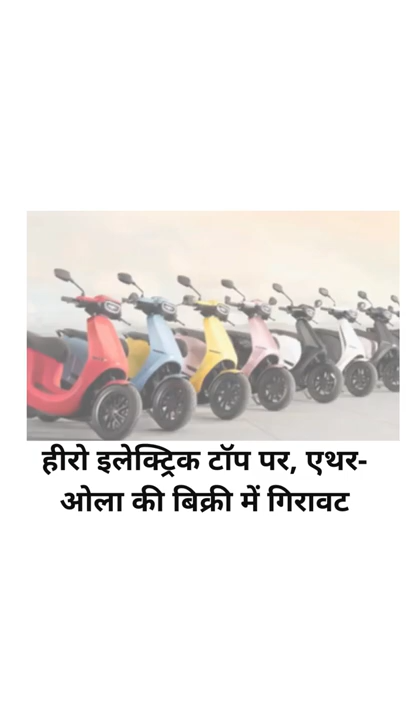 हीरो इलेक्ट्रिक टॉप पर, एथर-
ओला की बिक्री में गिरावट